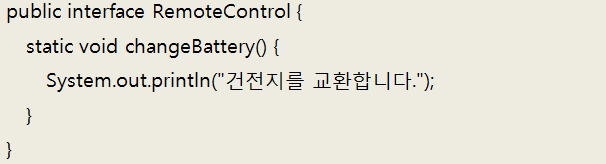 public interface RemoteControl {
static void changeBattery() {
System.out.println("건전지를 교환합니다.");
}
}